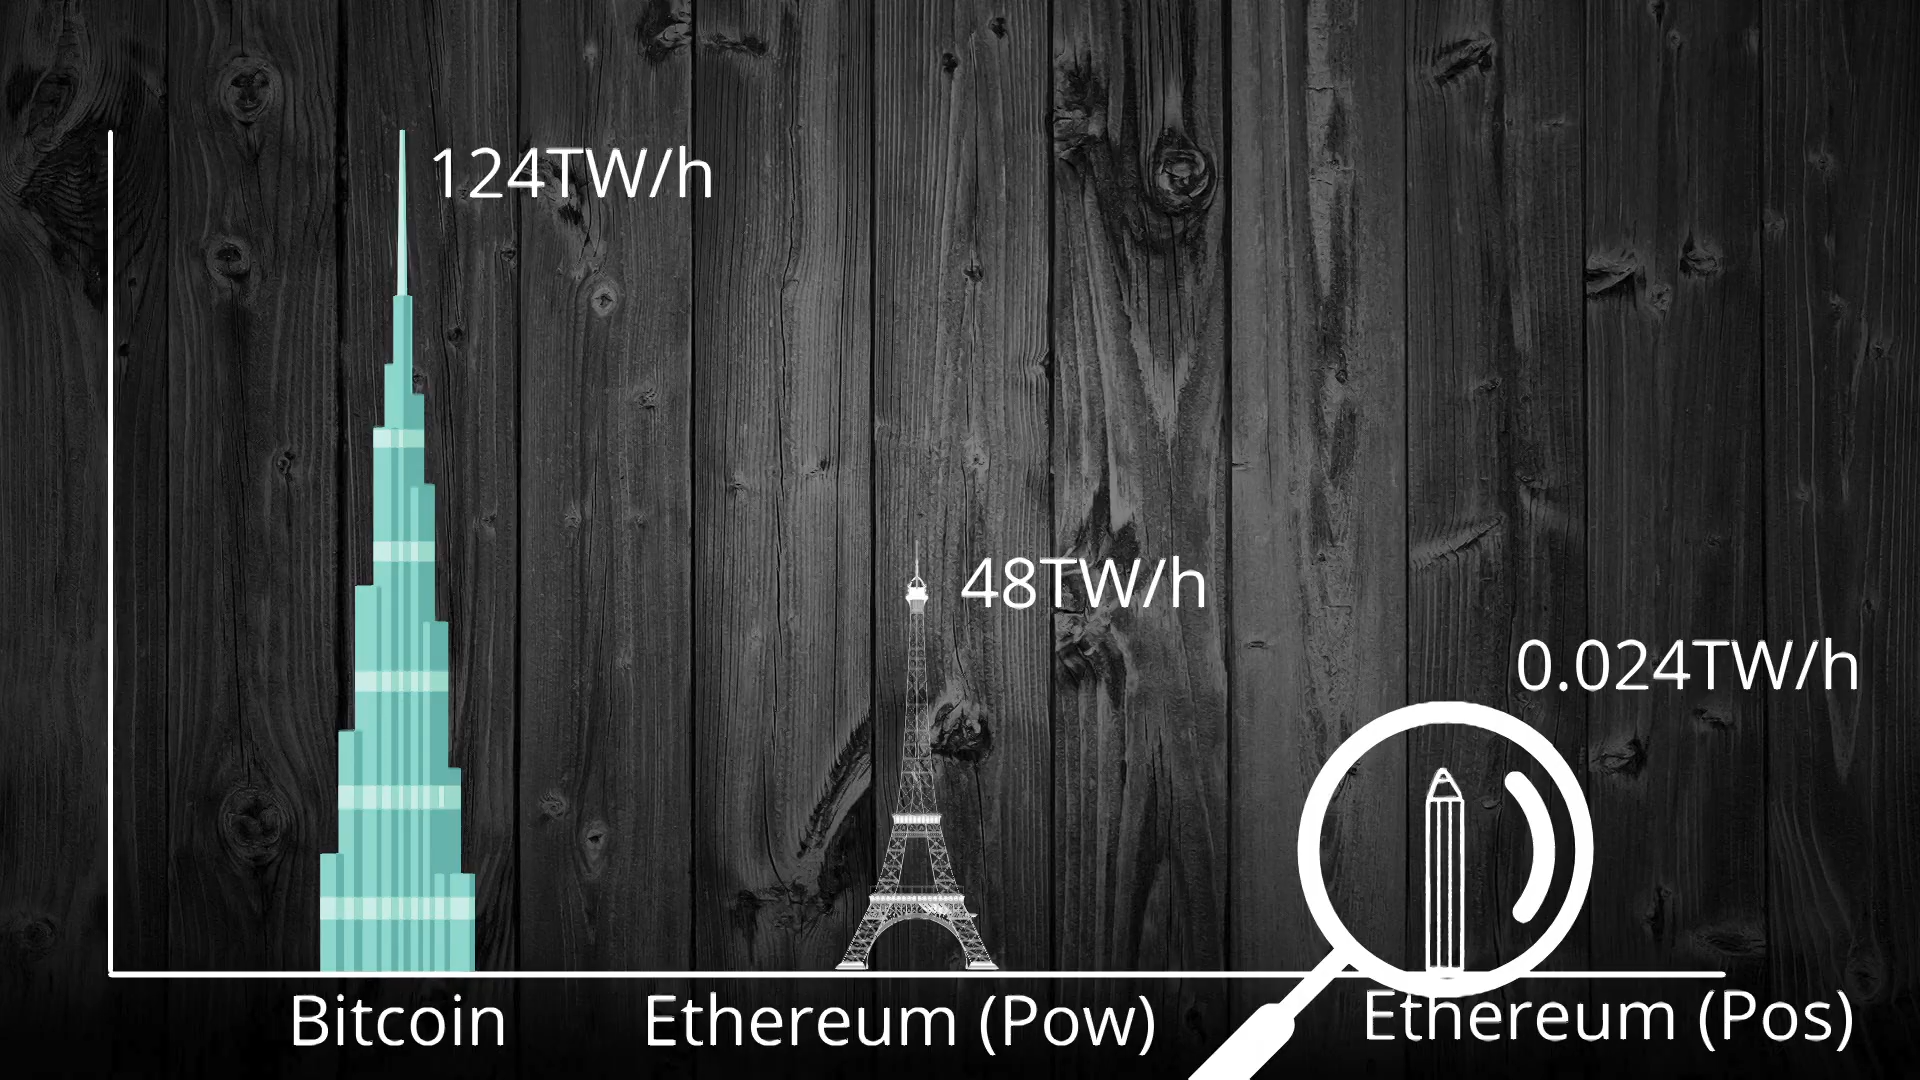 124TW/h
48TW/h
0.024TW/h
Bitcoin
Ethereum (Pow)
Ethereum (Pos)